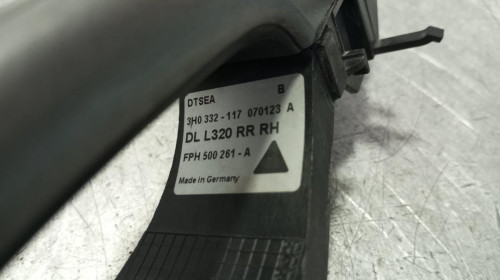 DTSEA B
3H0 332 - 117 070123 A
DL L320 RR RH
FPH 500 261 - A
Made in Germany